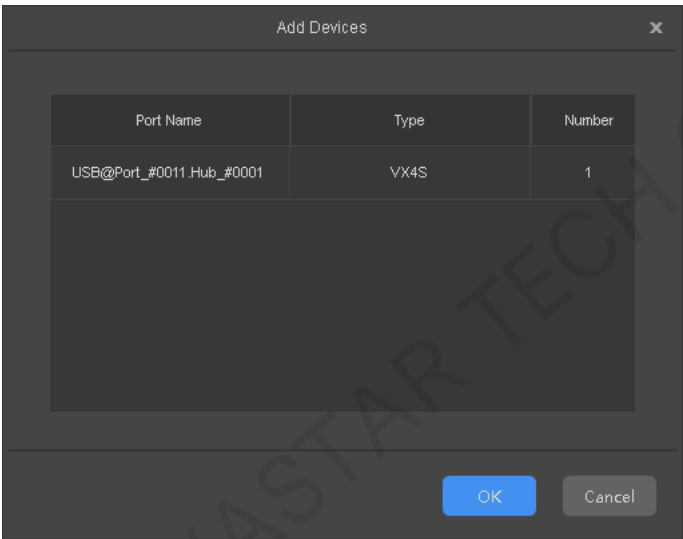 Add Devices
Port Name Type Number
USB@Port_#0011.Hub_#0001 VX4S 1
OK Cancel